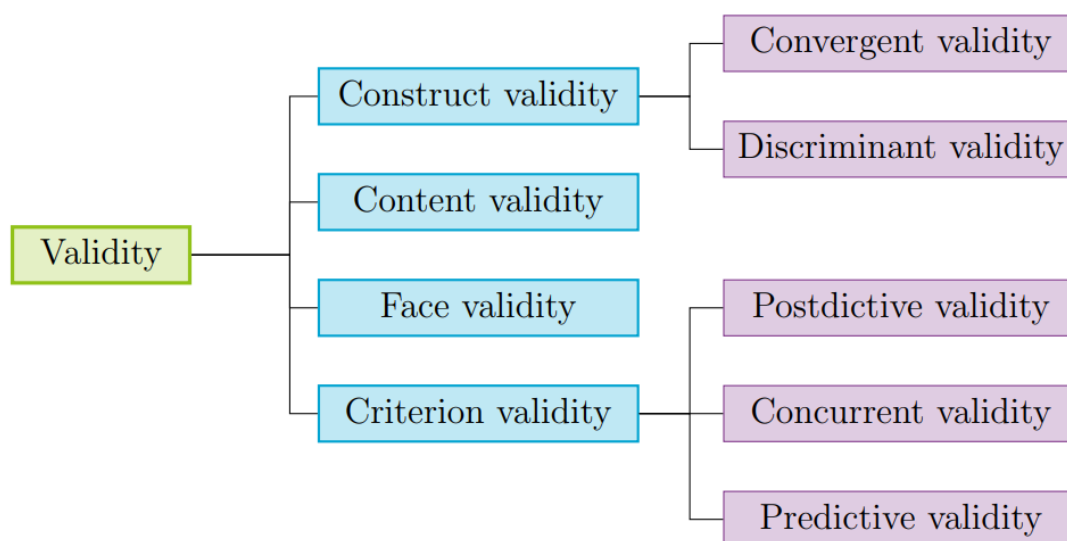 Validity
Construct validity
Convergent validity
Discriminant validity
Content validity
Face validity
Criterion validity
Postdictive validity
Concurrent validity
Predictive validity